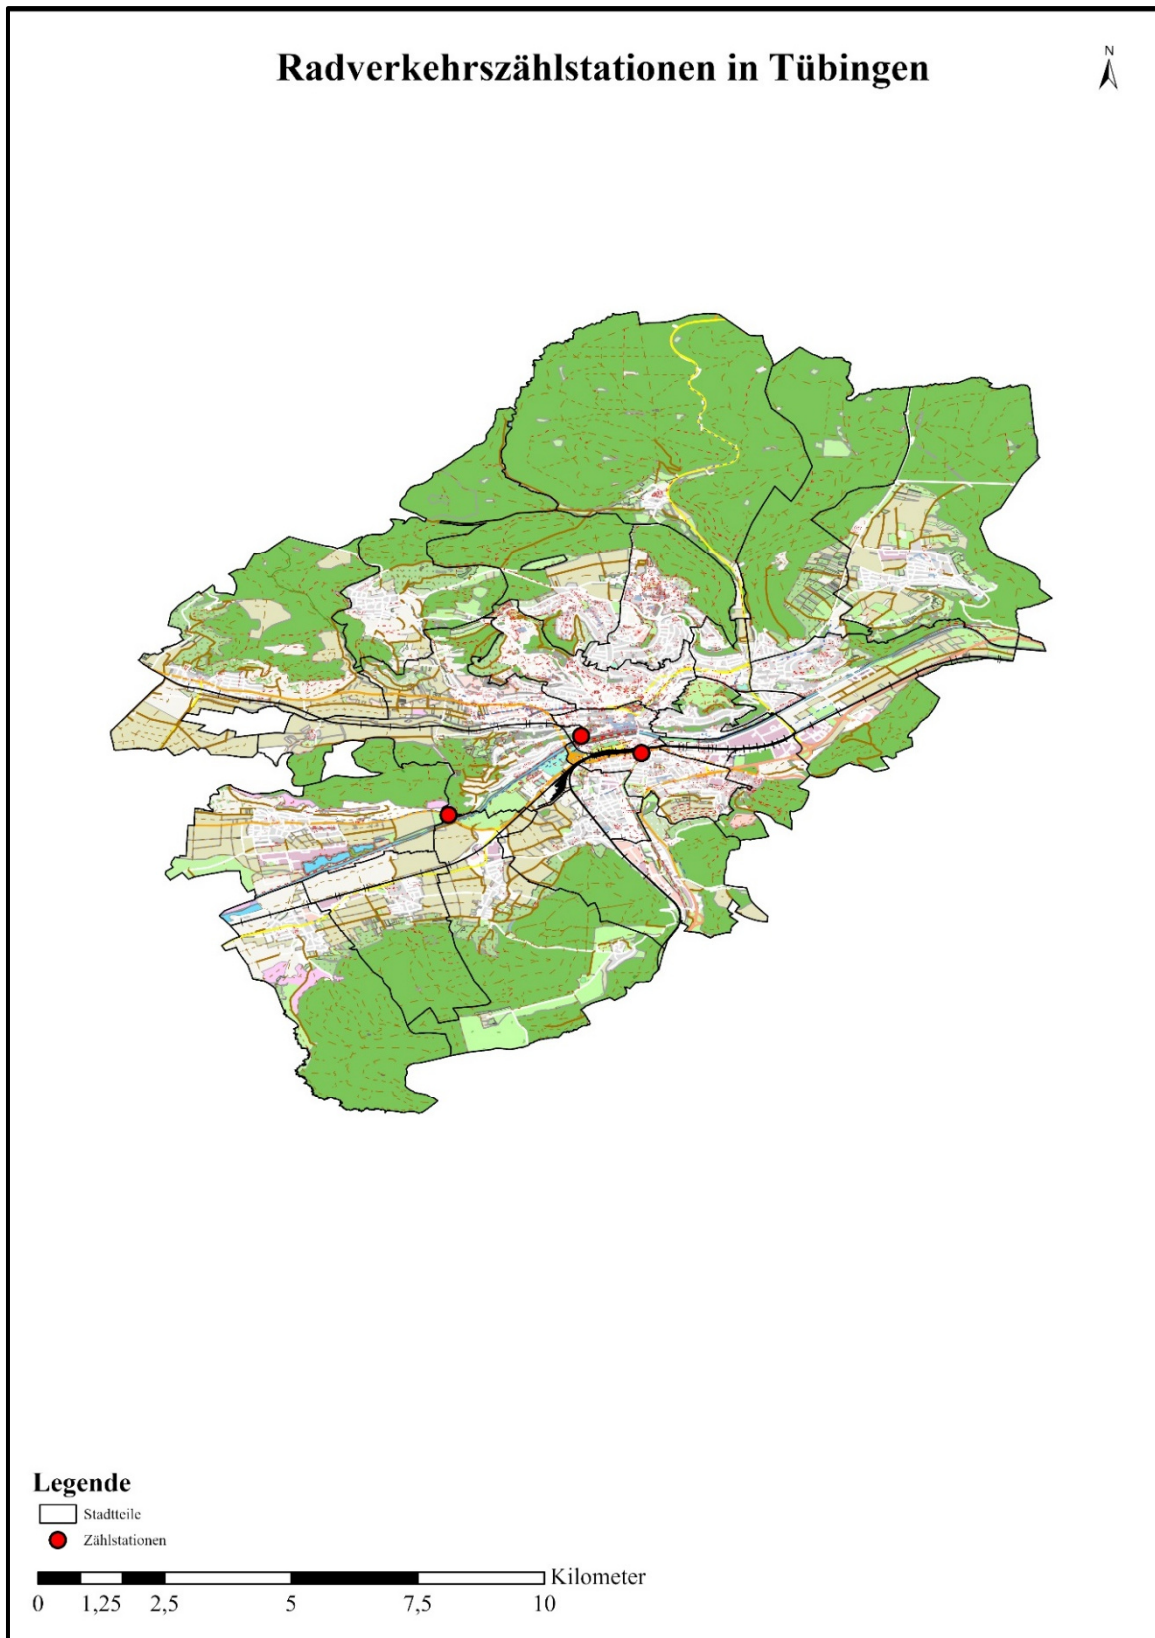 Radverkehrszählstationen in Tübingen
N
Legende
Stadtteile
Zählstationen
Kilometer
0 1,25 2,5 5 7,5 10